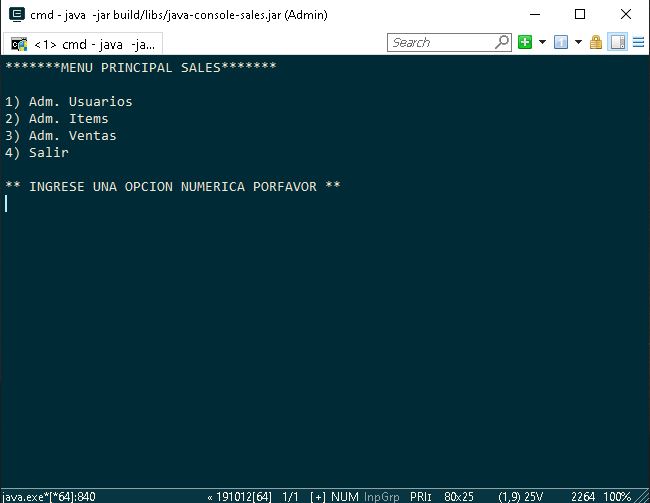 cmd - java  -jar build/libs/java-console-sales.jar (Admin)
<1> cmd - java  -ja...
Search
*******MENU PRINCIPAL SALES*******
1) Adm. Usuarios
2) Adm. Items
3) Adm. Ventas
4) Salir
** INGRESE UNA OPCION NUMERICA PORFAVOR **
java.exe*[*64]:840 « 191012[64] 1/1 [+] NUM InpGrp PRI↕ 80x25 (1,9) 25V 2264 100%